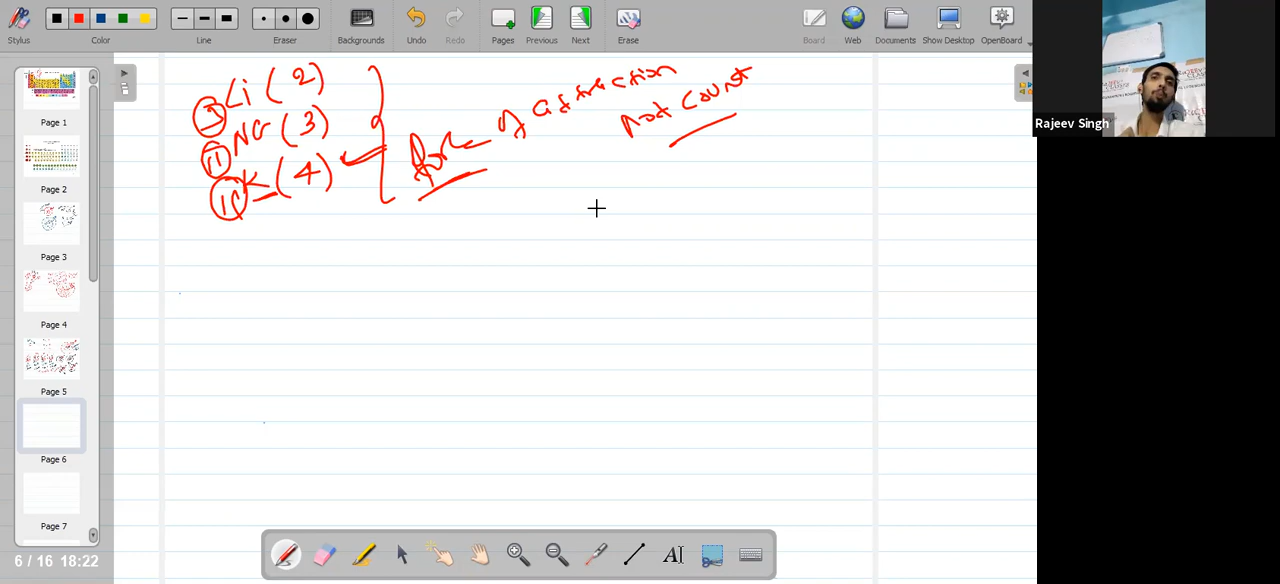 Stylus
Color
Line
Eraser
Backgrounds
Undo
Redo
Pages
Previous
Next
Erase
Board
Web
Documents
Show Desktop
OpenBoard
Page 1
Page 2
Page 3
Page 4
Page 5
Page 6
Page 7
6 / 16 18:22
3 Li (2)
11 Na (3)
19 K (4)
force of attraction
not count
Rajeev Singh